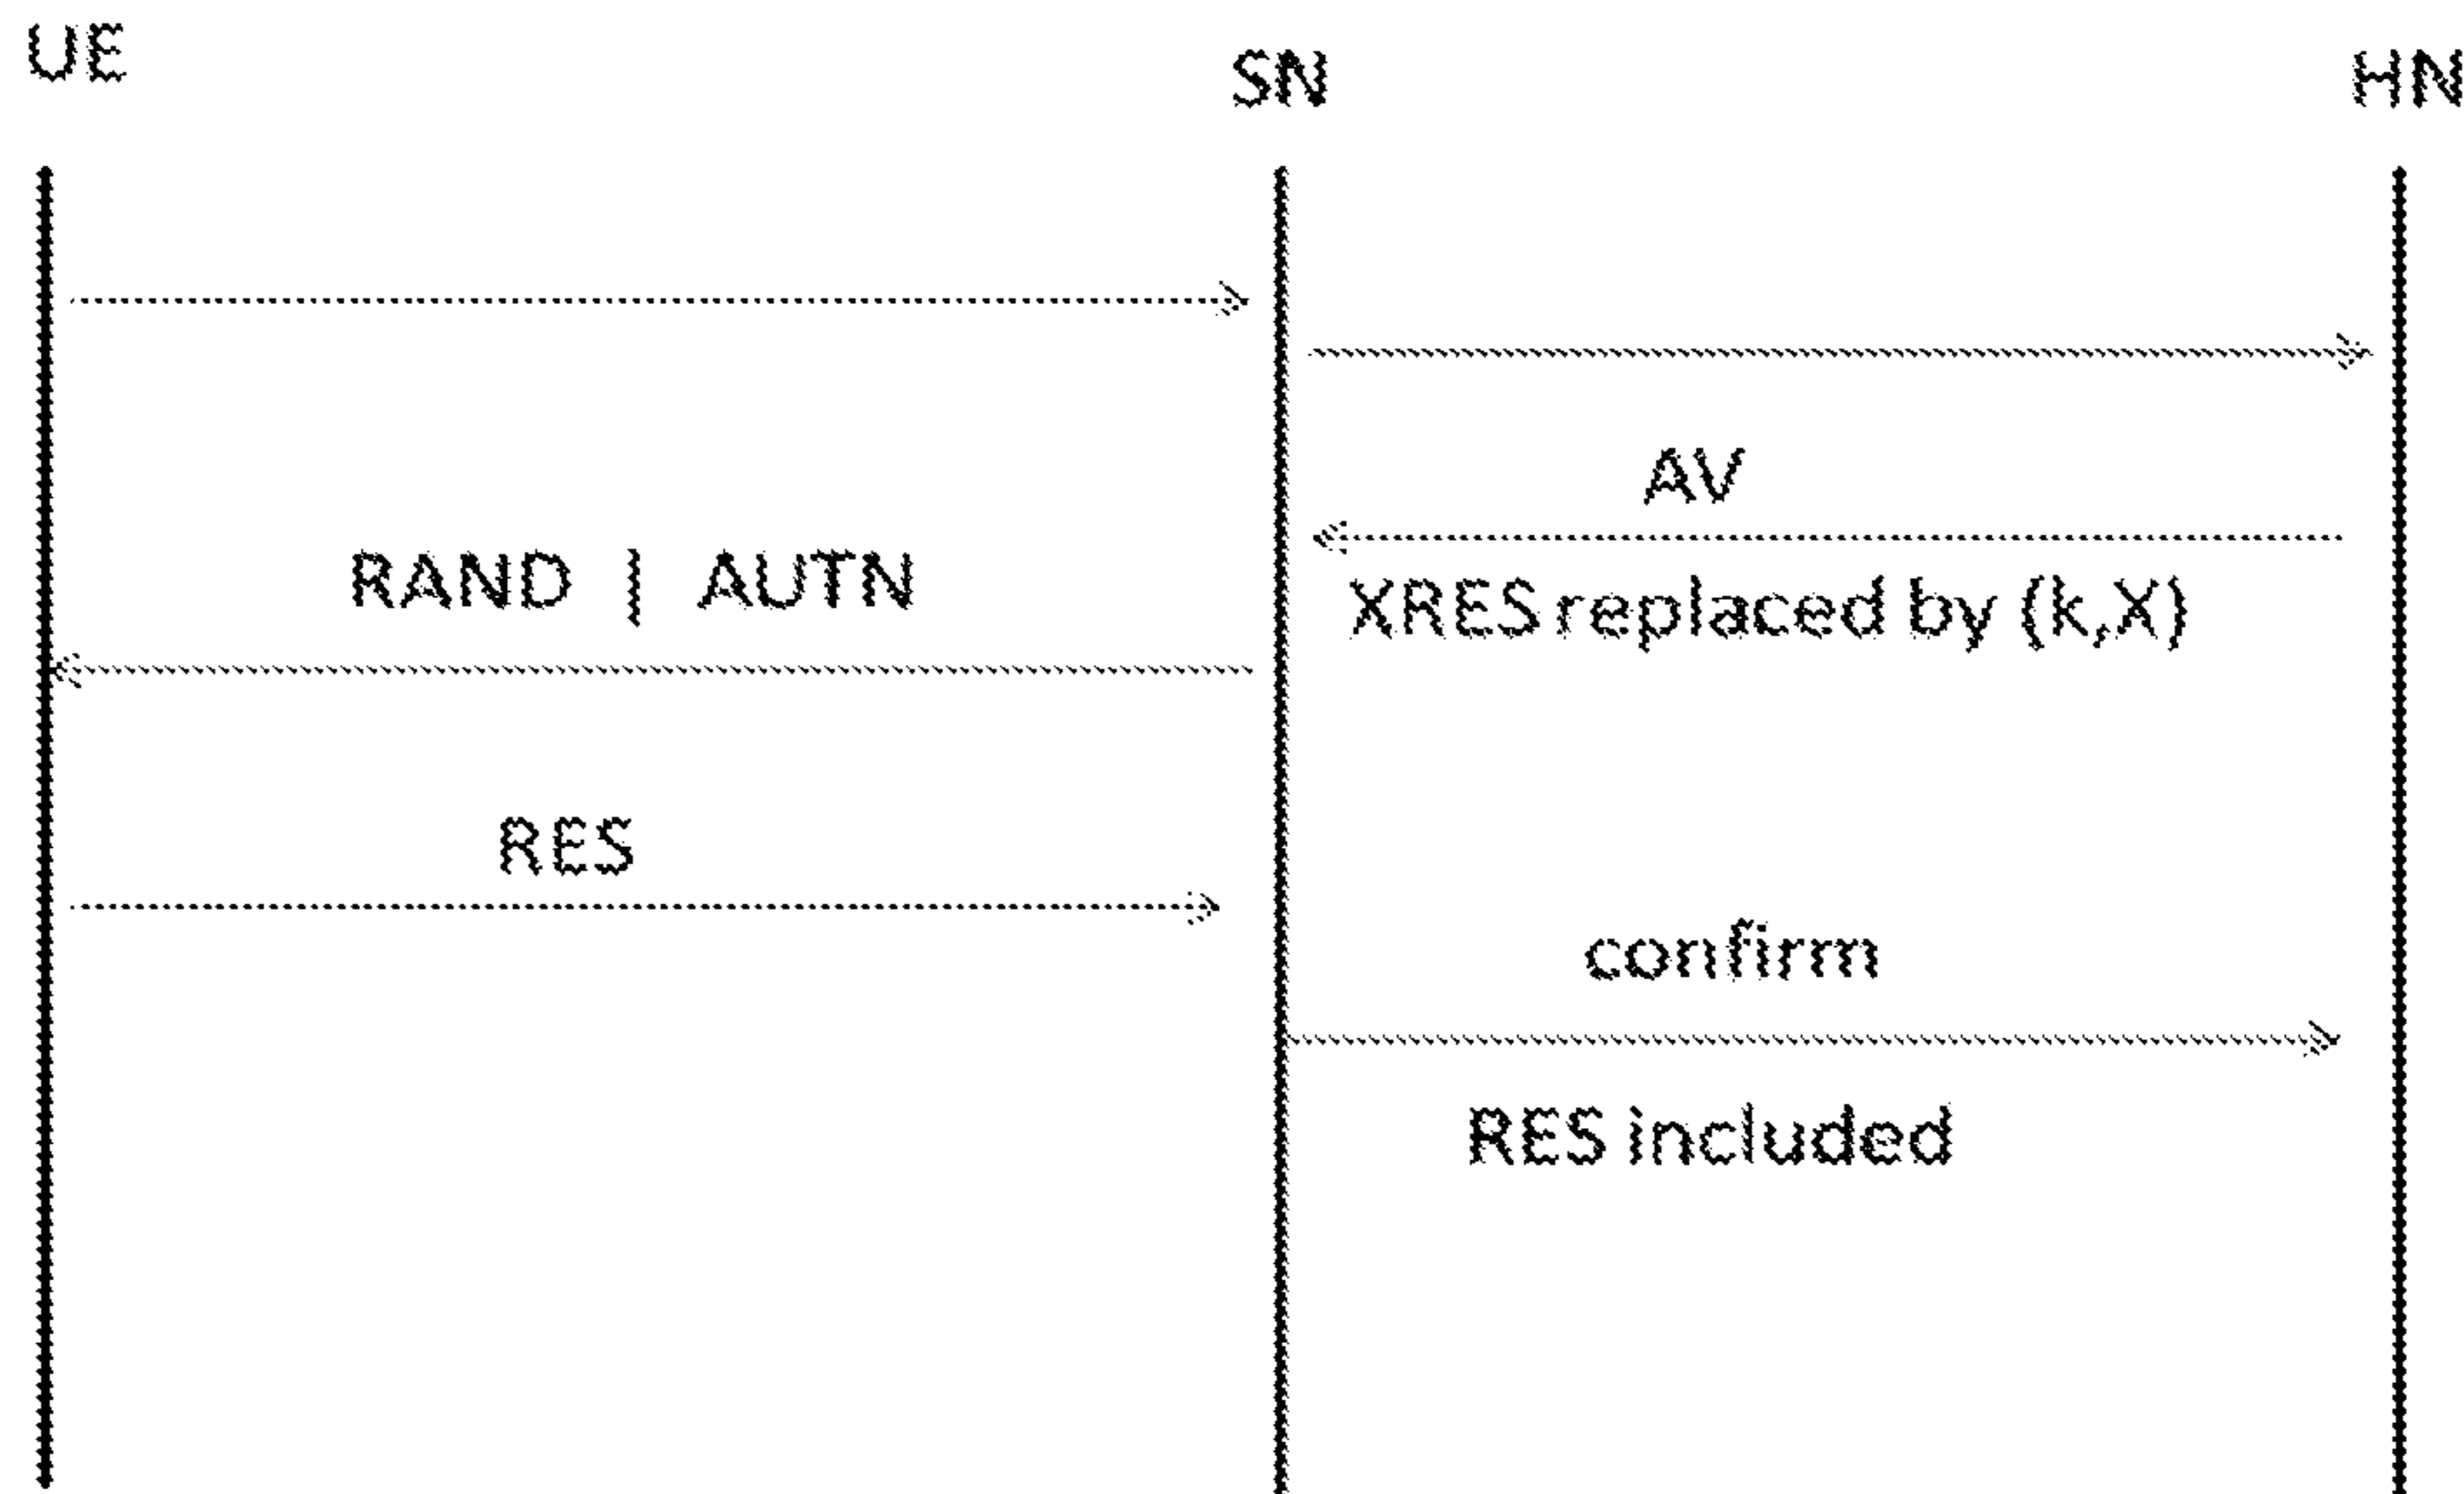 UE
SN
HN
AV
RAND | AUTN
XRES replaced by (k,X)
RES
confirm
RES included